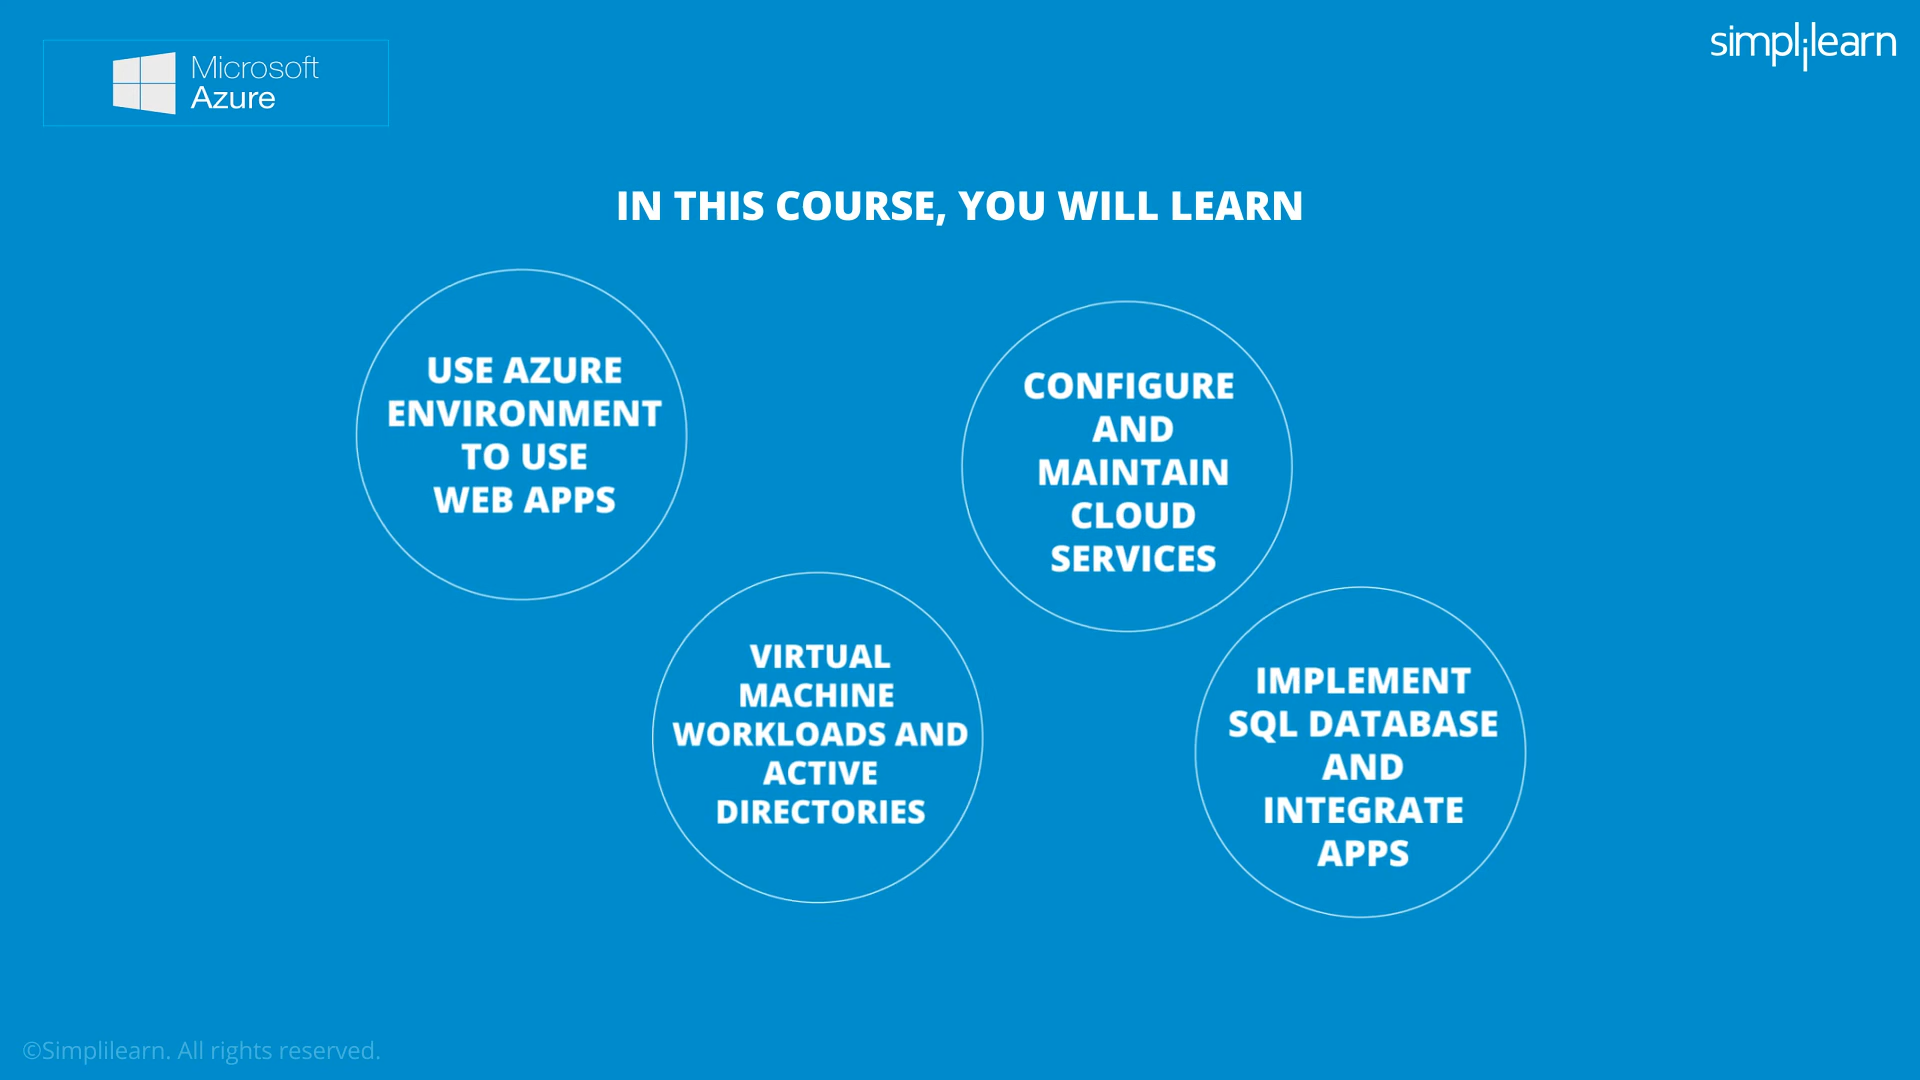 Microsoft
Azure
simplilearn
IN THIS COURSE, YOU WILL LEARN
USE AZURE
ENVIRONMENT
TO USE
WEB APPS
CONFIGURE
AND
MAINTAIN
CLOUD
SERVICES
VIRTUAL
MACHINE
WORKLOADS AND
ACTIVE
DIRECTORIES
IMPLEMENT
SQL DATABASE
AND
INTEGRATE
APPS
©Simplilearn. All rights reserved.